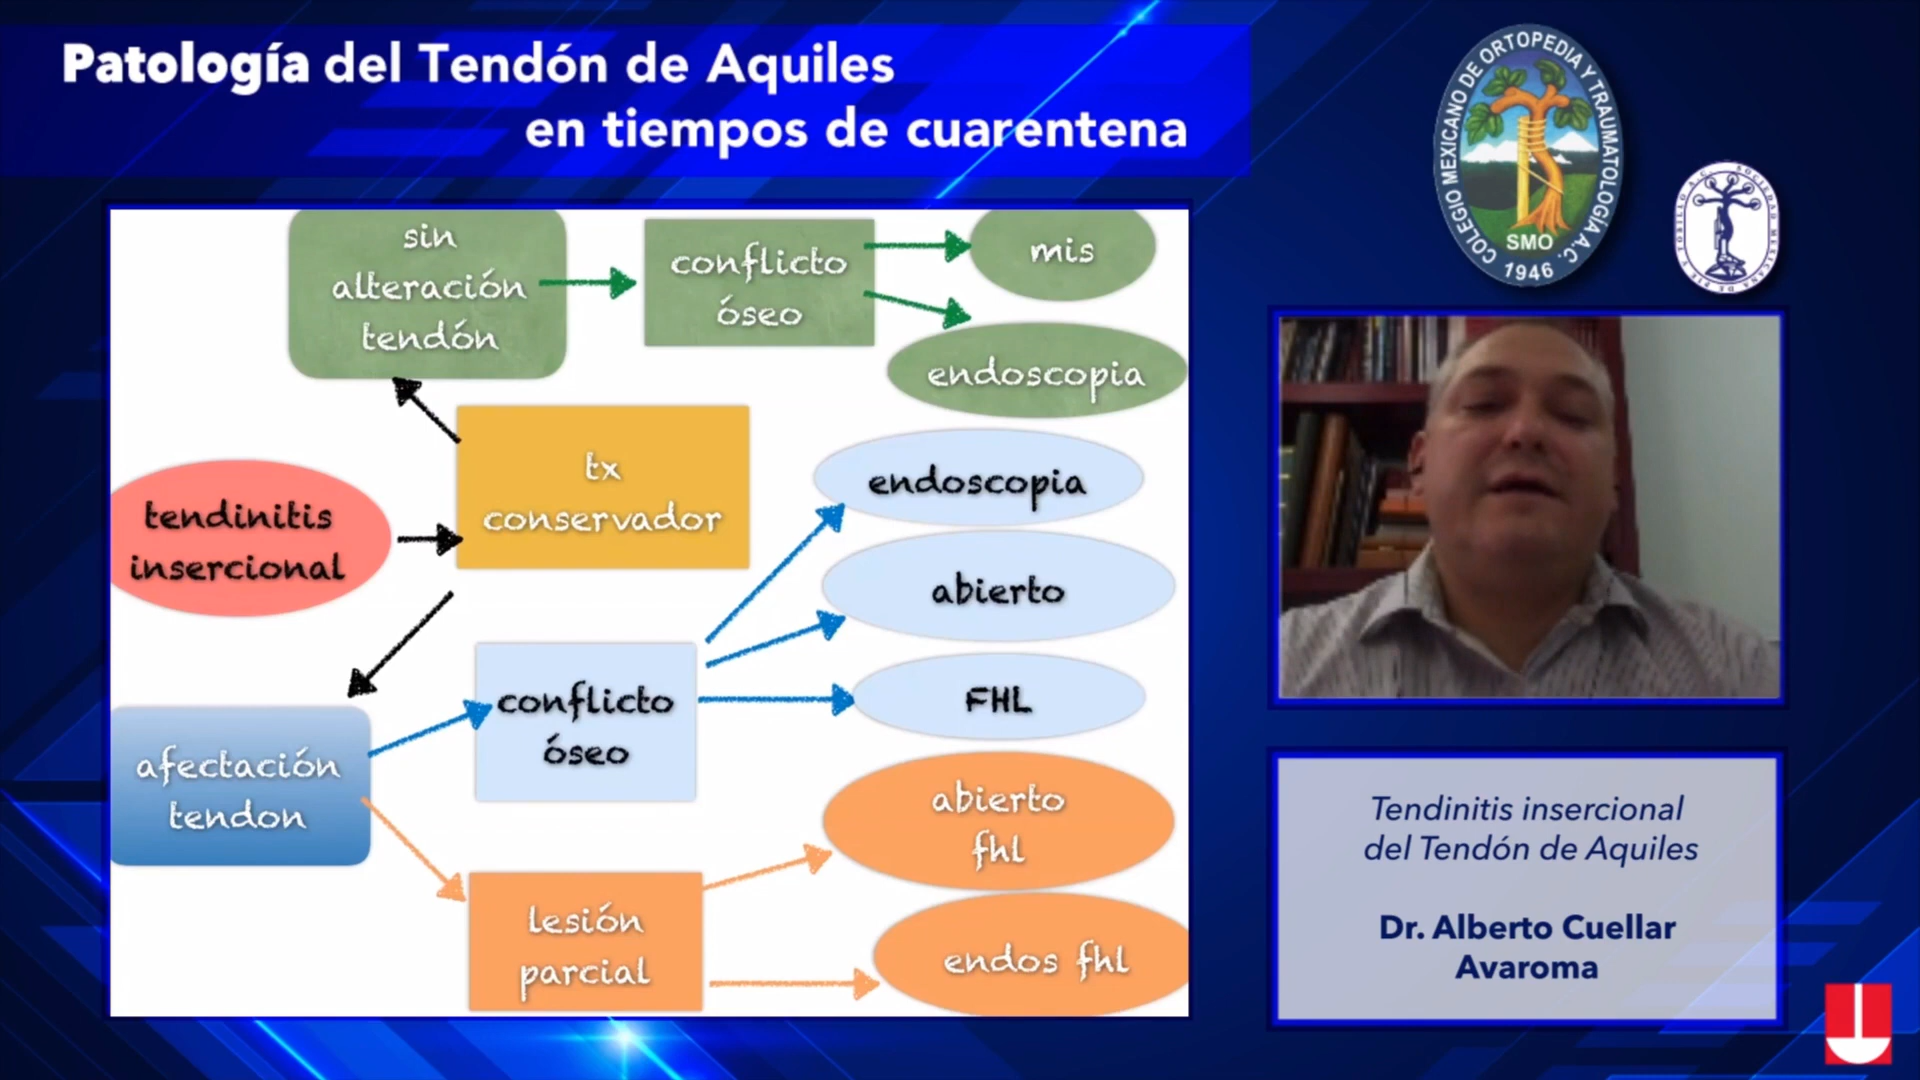 Patología del Tendón de Aquiles
en tiempos de cuarentena
COLEGIO MEXICANO DE ORTOPEDIA Y TRAUMATOLOGÍA A.C.
SMO
1946
sin
alteración
tendón
conflicto
óseo
mis
endoscopia
tx
conservador
tendinitis
insercional
endoscopia
abierto
FHL
conflicto
óseo
afectación
tendon
abierto
fhl
lesión
parcial
endos fhl
Tendinitis insercional
del Tendón de Aquiles
Dr. Alberto Cuellar
Avaroma